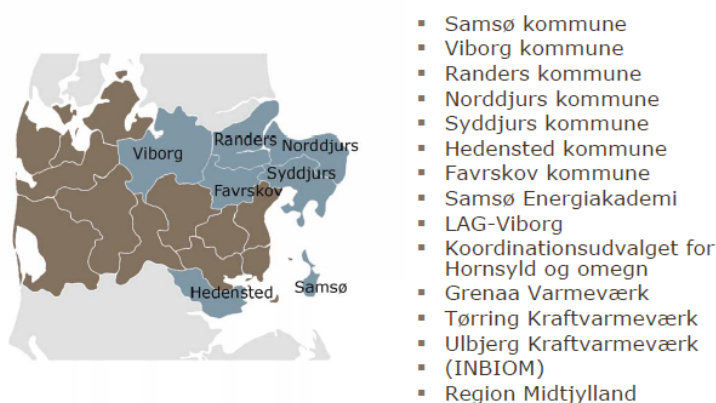 Viborg
Randers
Norddjurs
Syddjurs
Favrskov
Hedensted
Samsø
▪ Samsø kommune
▪ Viborg kommune
▪ Randers kommune
▪ Norddjurs kommune
▪ Syddjurs kommune
▪ Hedensted kommune
▪ Favrskov kommune
▪ Samsø Energiakademi
▪ LAG-Viborg
▪ Koordinationsudvalget for
Hornsyld og omegn
▪ Grenaa Varmeværk
▪ Tørring Kraftvarmeværk
▪ Ulbjerg Kraftvarmeværk
▪ (INBIOM)
▪ Region Midtjylland